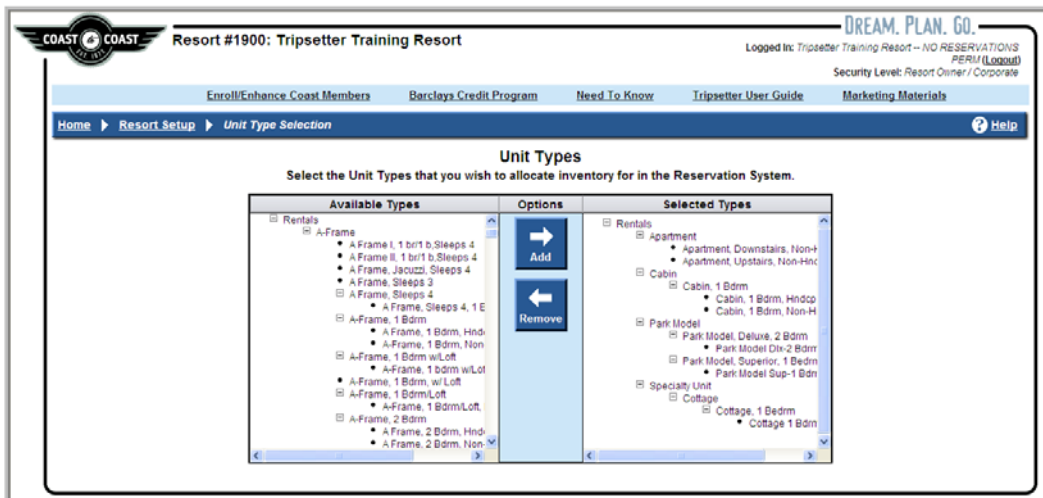 DREAM. PLAN. GO.
COAST COAST
EST. 1971
Resort #1900: Tripsetter Training Resort
Logged In: Tripsetter Training Resort -- NO RESERVATIONS
PERM (Logout)
Security Level: Resort Owner / Corporate
Enroll/Enhance Coast Members Barclays Credit Program Need To Know Tripsetter User Guide Marketing Materials
Home Resort Setup Unit Type Selection ? Help
Unit Types
Select the Unit Types that you wish to allocate inventory for in the Reservation System.
Available Types
Rentals
A-Frame
A Frame I, 1 br/1 b,Sleeps 4
A Frame II, 1 br/1 b,Sleeps 4
A Frame, Jacuzzi, Sleeps 4
A Frame, Sleeps 3
A Frame, Sleeps 4
A Frame, Sleeps 4, 1 E
A-Frame, 1 Bdrm
A Frame, 1 Bdrm, Hnd
A-Frame, 1 Bdrm, Non
A-Frame, 1 Bdrm w/Loft
A-Frame, 1 bdrm w/Lof
A-Frame, 1 Bdrm, w/ Loft
A-Frame, 1 Bdrm/Loft
A-Frame, 1 Bdrm/Loft,
A-Frame, 2 Bdrm
A Frame, 2 Bdrm, Hnd
A Frame, 2 Bdrm, Non-
Options
Add
Remove
Selected Types
Rentals
Apartment
Apartment, Downstairs, Non-H
Apartment, Upstairs, Non-Hnc
Cabin
Cabin, 1 Bdrm
Cabin, 1 Bdrm, Hndcp
Cabin, 1 Bdrm, Non-H
Park Model
Park Model, Deluxe, 2 Bdrm
Park Model Dlx-2 Bdrm
Park Model, Superior, 1 Bedrm
Park Model Sup-1 Bdrm
Specialty Unit
Cottage
Cottage, 1 Bedrm
Cottage 1 Bdrm